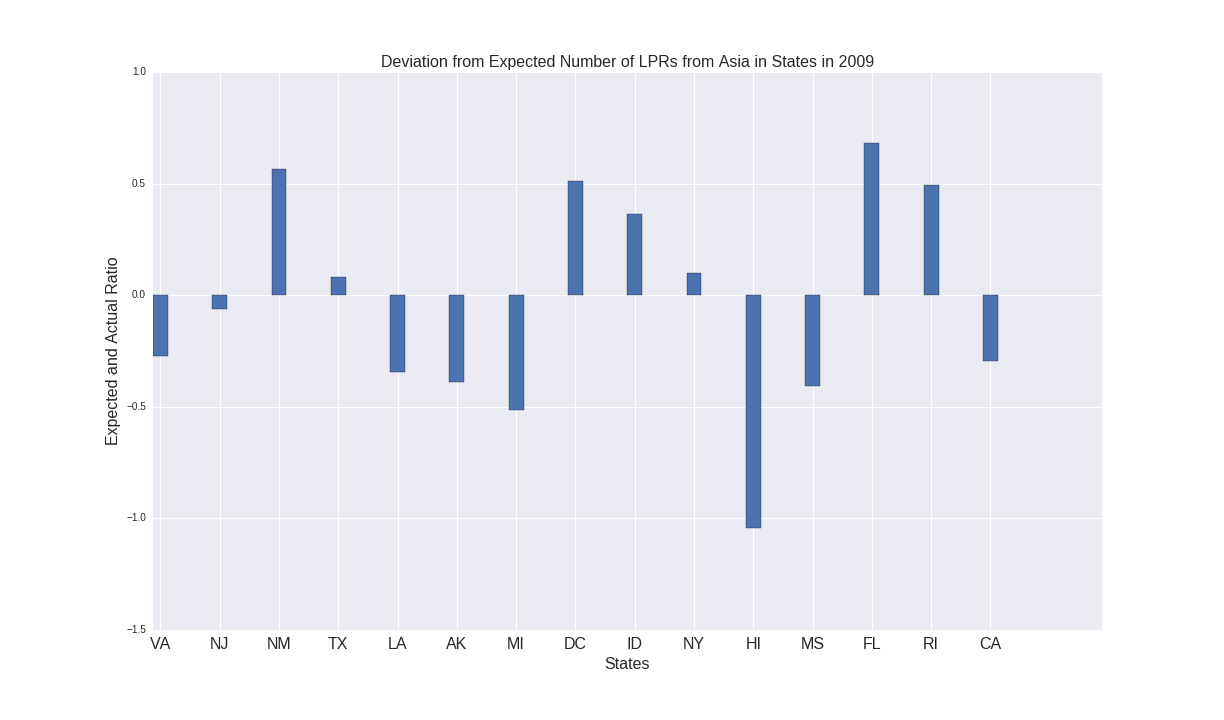 Deviation from Expected Number of LPRs from Asia in States in 2009
1.0
0.5
0.0
−0.5
−1.0
−1.5
Expected and Actual Ratio
VA NJ NM TX LA AK MI DC ID NY HI MS FL RI CA
States